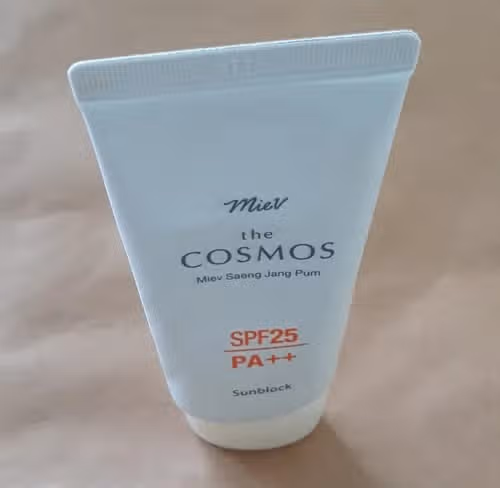 Miev
the
COSMOS
Miev Saeng Jang Pum
SPF25
PA++
Sunblock